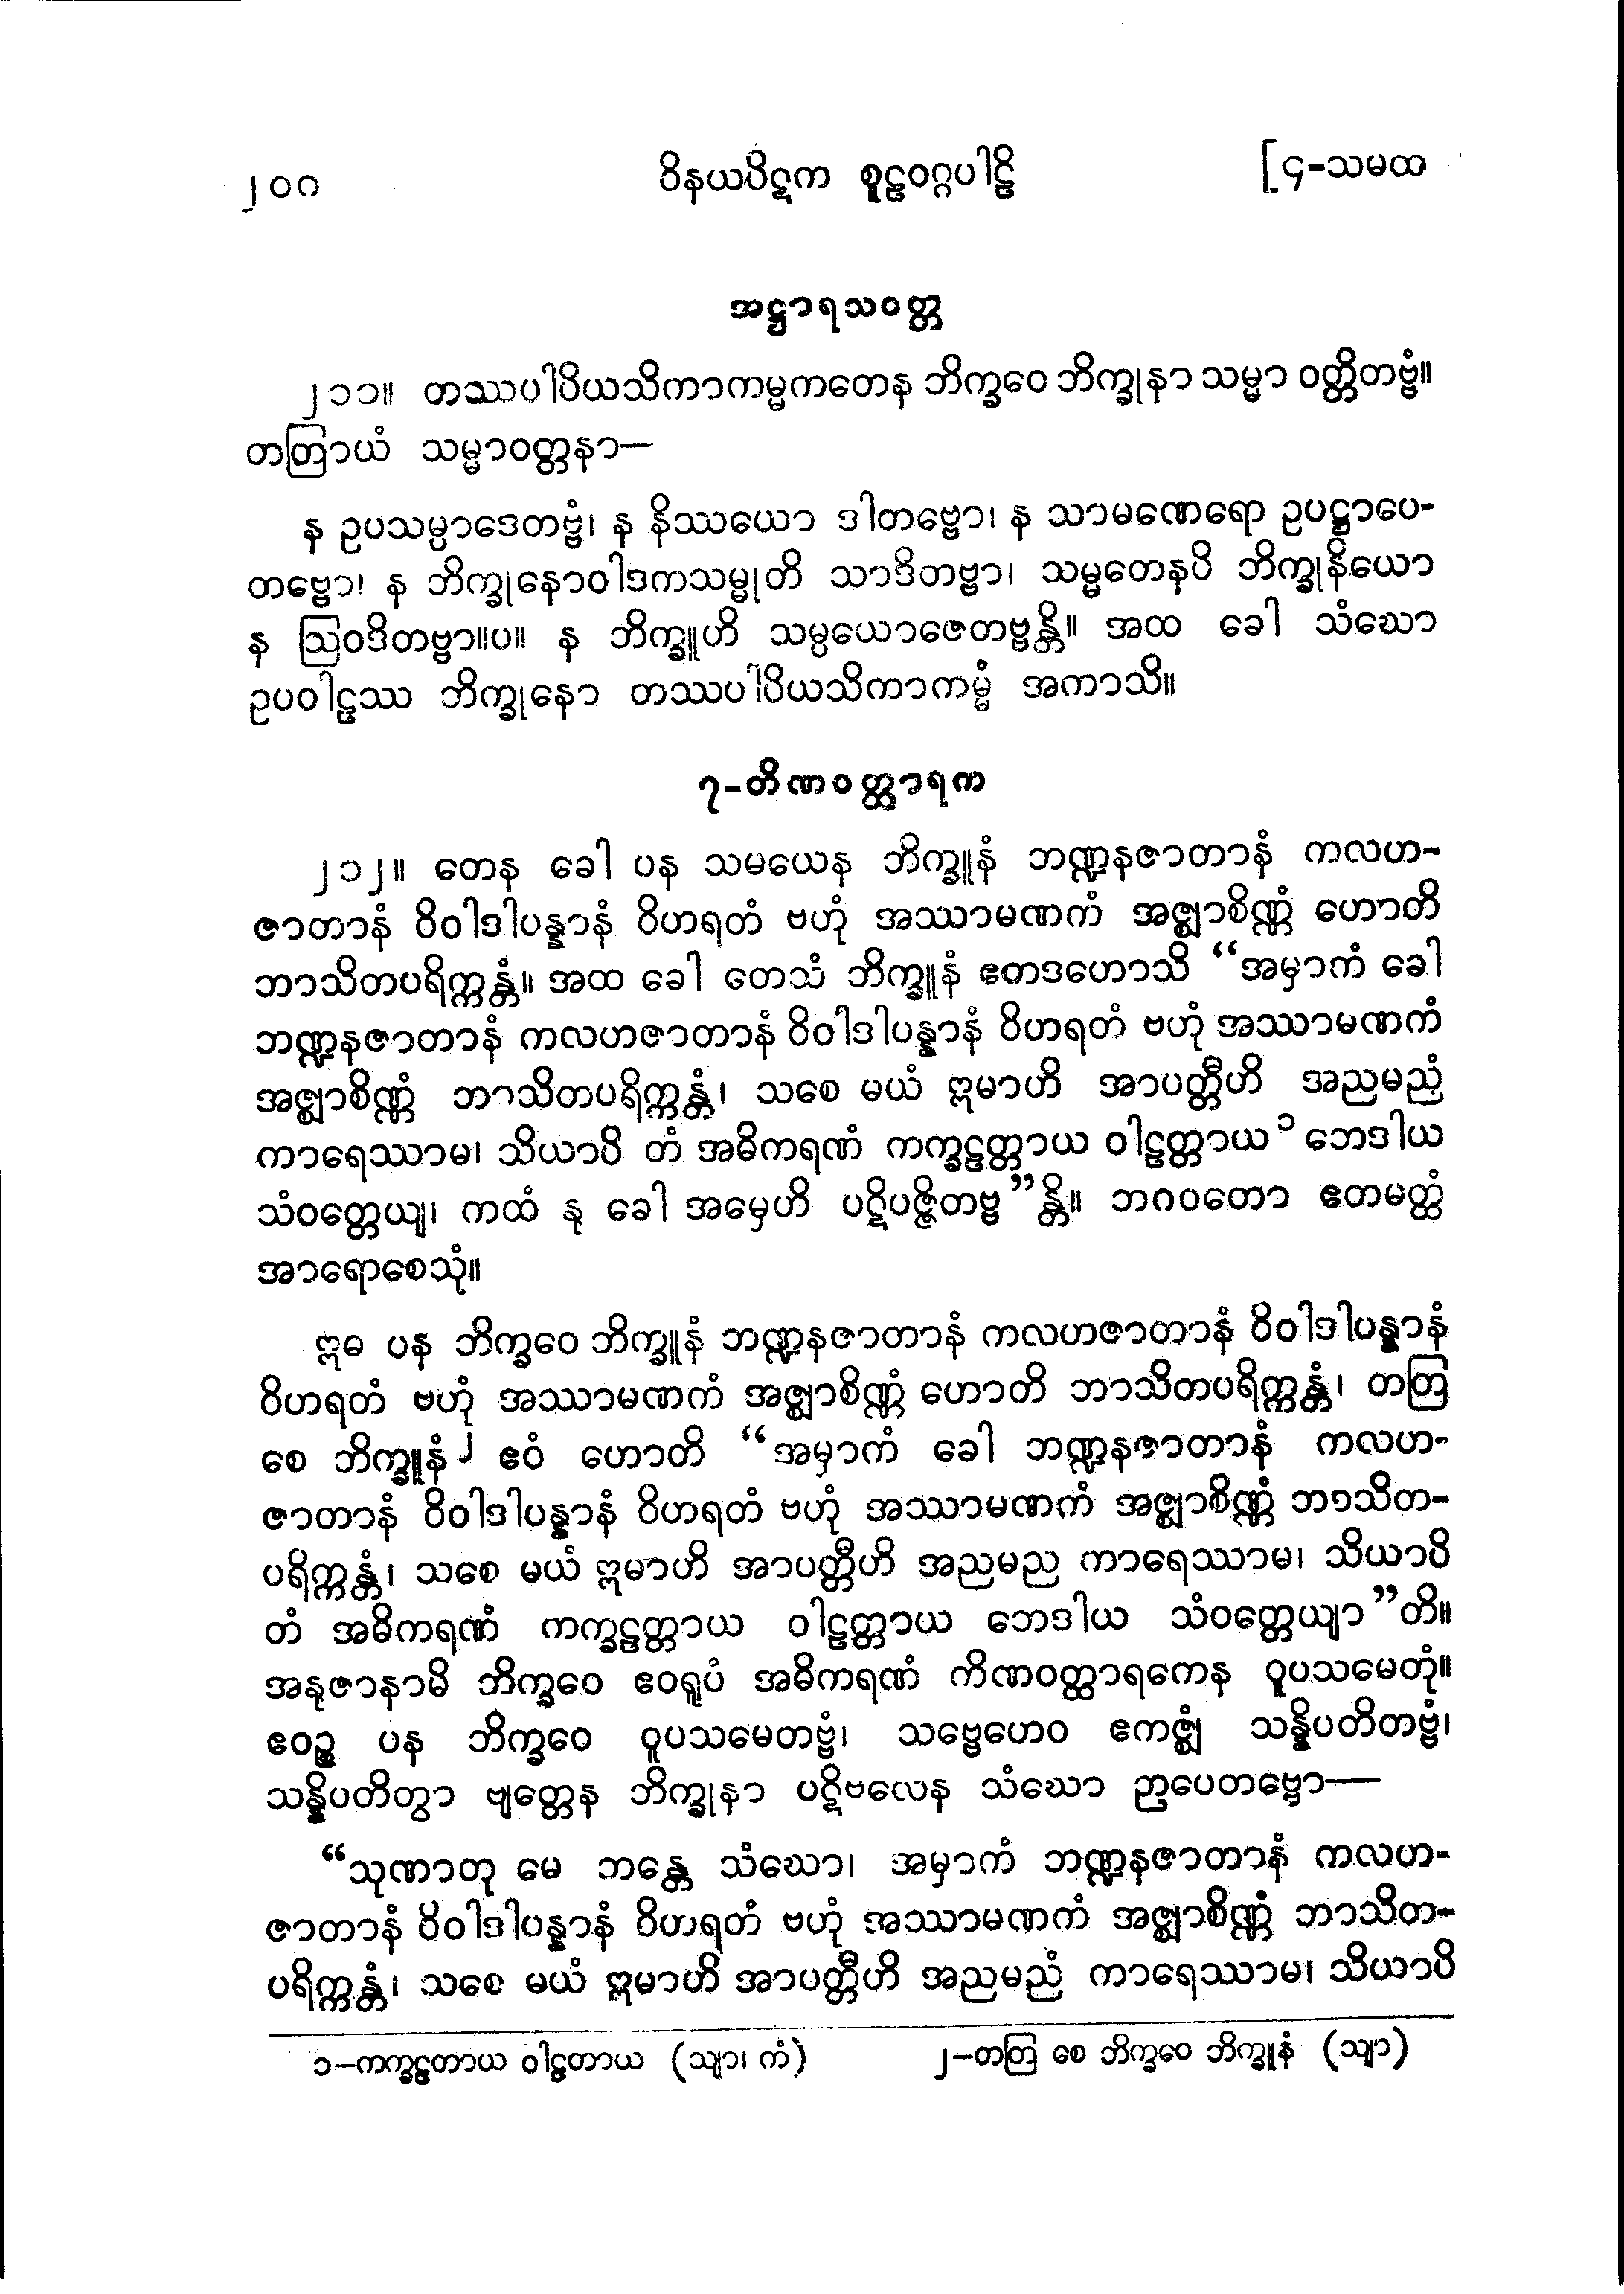 ၂၀၈ ဝိနယပိဋက စူဠဝဂ္ဂပါဠိ [၄-သမထ
အဋ္ဌာရသဝတ္တ
၂၁၁။ တဿပါပိယသိကာကမ္မကတေန ဘိက္ခဝေ ဘိက္ခုနာ သမ္မာ ဝတ္တိတဗ္ဗံ။
တတြာယံ သမ္မာဝတ္တနာ—
န ဥပသမ္ပာဒေတဗ္ဗံ၊ န နိဿယော ဒါတဗ္ဗော၊ န သာမဏေရော ဥပဋ္ဌာပေ-
တဗ္ဗော၊ န ဘိက္ခုနောဝါဒကသမ္မုတိ သာဒိတဗ္ဗာ၊ သမ္မတေနပိ ဘိက္ခုနိယော
န ဩဝဒိတဗ္ဗာ။ပ။ န ဘိက္ခူဟိ သမ္ပယောဇေတဗ္ဗန္တိ။ အထ ခေါ သံဃော
ဥပဝါဠဿ ဘိက္ခုနော တဿပါပိယသိကာကမ္မံ အကာသိ။
၇-တိဏဝတ္ထာရက
၂၁၂။ တေန ခေါ ပန သမယေန ဘိက္ခူနံ ဘဏ္ဍနဇာတာနံ ကလဟ-
ဇာတာနံ ဝိဝါဒါပန္နာနံ ဝိဟရတံ ဗဟုံ အဿာမဏကံ အဇ္ဈာစိဏ္ဏံ ဟောတိ
ဘာသိတပရိက္ကန္တံ။ အထ ခေါ တေသံ ဘိက္ခူနံ ဧတဒဟောသိ “အမှာကံ ခေါ
ဘဏ္ဍနဇာတာနံ ကလဟဇာတာနံ ဝိဝါဒါပန္နာနံ ဝိဟရတံ ဗဟုံ အဿာမဏကံ
အဇ္ဈာစိဏ္ဏံ ဘာသိတပရိက္ကန္တံ၊ သစေ မယံ ဣမာဟိ အာပတ္တီဟိ အညမညံ
ကာရေဿာမ၊ သိယာပိ တံ အဓိကရဏံ ကက္ခဠတ္တာယ ဝါဠတ္တာယ ၁ ဘေဒါယ
သံဝတ္တေယျ၊ ကထံ နု ခေါ အမှေဟိ ပဋိပဇ္ဇိတဗ္ဗ”န္တိ။ ဘဂဝတော ဧတမတ္ထံ
အာရောစေသုံ။
ဣဓ ပန ဘိက္ခဝေ ဘိက္ခူနံ ဘဏ္ဍနဇာတာနံ ကလဟဇာတာနံ ဝိဝါဒါပန္နာနံ
ဝိဟရတံ ဗဟုံ အဿာမဏကံ အဇ္ဈာစိဏ္ဏံ ဟောတိ ဘာသိတပရိက္ကန္တံ၊ တတြ
စေ ဘိက္ခူနံ ၂ ဧဝံ ဟောတိ “အမှာကံ ခေါ ဘဏ္ဍနဇာတာနံ ကလဟ-
ဇာတာနံ ဝိဝါဒါပန္နာနံ ဝိဟရတံ ဗဟုံ အဿာမဏကံ အဇ္ဈာစိဏ္ဏံ ဘာသိတ-
ပရိက္ကန္တံ၊ သစေ မယံ ဣမာဟိ အာပတ္တီဟိ အညမည ကာရေဿာမ၊ သိယာပိ
တံ အဓိကရဏံ ကက္ခဠတ္တာယ ဝါဠတ္တာယ ဘေဒါယ သံဝတ္တေယျာ”တိ။
အနုဇာနာမိ ဘိက္ခဝေ ဧဝရူပံ အဓိကရဏံ ကိဏဝတ္ထာရကေန ဝူပသမေတုံ။
ဧဝဉ္စ ပန ဘိက္ခဝေ ဝူပသမေတဗ္ဗံ၊ သဗ္ဗေဟေဝ ဧကဇ္ဈံ သန္နိပတိတဗ္ဗံ၊
သန္နိပတိတွာ ဗျတ္တေန ဘိက္ခုနာ ပဋိဗလေန သံဃော ဉာပေတဗ္ဗော—
“သုဏာတု မေ ဘန္တေ သံဃော၊ အမှာကံ ဘဏ္ဍနဇာတာနံ ကလဟ-
ဇာတာနံ ဝိဝါဒါပန္နာနံ ဝိဟရတံ ဗဟုံ အဿာမဏကံ အဇ္ဈာစိဏ္ဏံ ဘာသိတ-
ပရိက္ကန္တံ၊ သစေ မယံ ဣမာဟိ အာပတ္တီဟိ အညမညံ ကာရေဿာမ၊ သိယာပိ
၁-ကက္ခဠတာယ ဝါဠတာယ (သျာ၊ ကံ) ၂-တတြ စေ ဘိက္ခဝေ ဘိက္ခူနံ (သျာ)